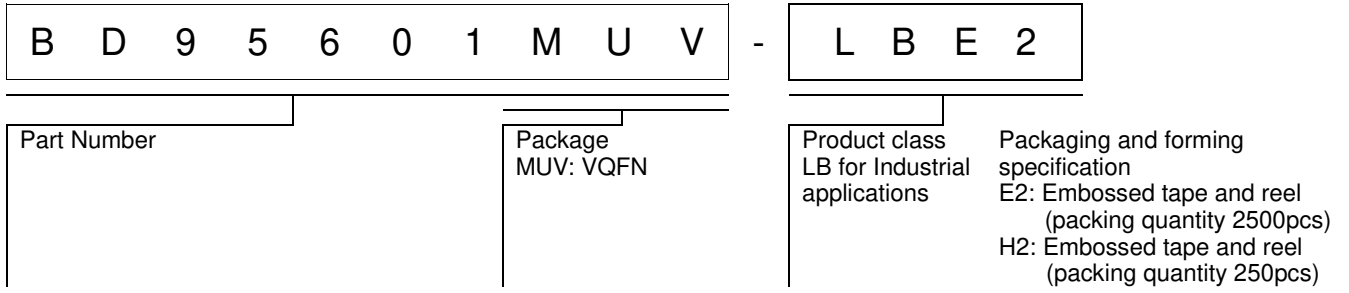 B D 9 5 6 0 1 M U V - L B E 2
Part Number
Package
MUV: VQFN
Product class
LB for Industrial
applications
Packaging and forming
specification
E2: Embossed tape and reel
(packing quantity 2500pcs)
H2: Embossed tape and reel
(packing quantity 250pcs)